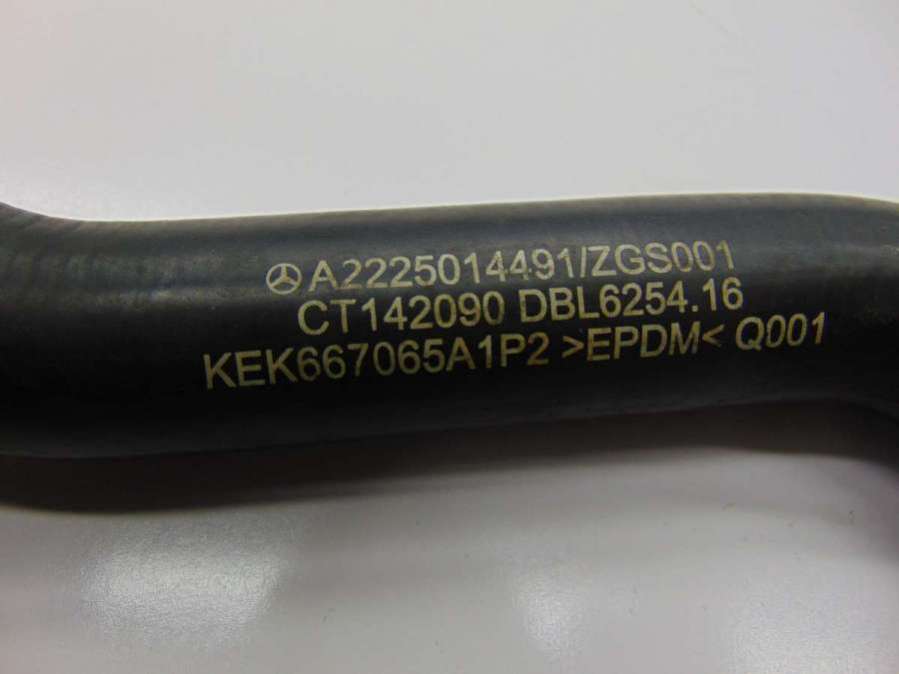 A2225014491/ZGS001
CT142090 DBL6254.16
KEK667065A1P2 >EPDM< Q001